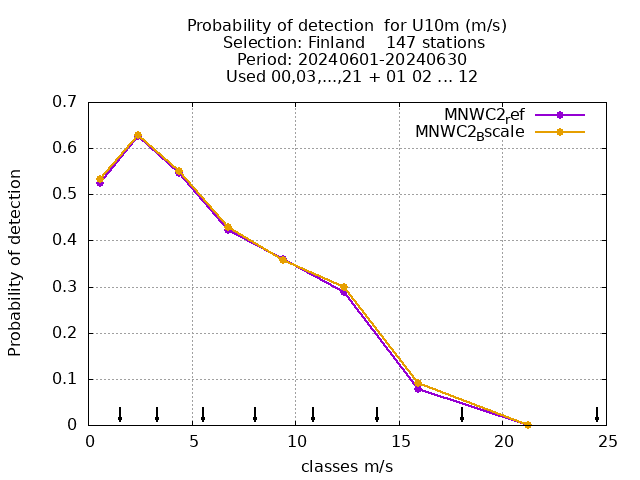 Probability of detection  for U10m (m/s)
Selection: Finland    147 stations
Period: 20240601-20240630
Used 00,03,...,21 + 01 02 ... 12
MNWC2ref
MNWC2Bscale
0.7
0.6
0.5
0.4
0.3
0.2
0.1
0
Probability of detection
0 5 10 15 20 25
classes m/s